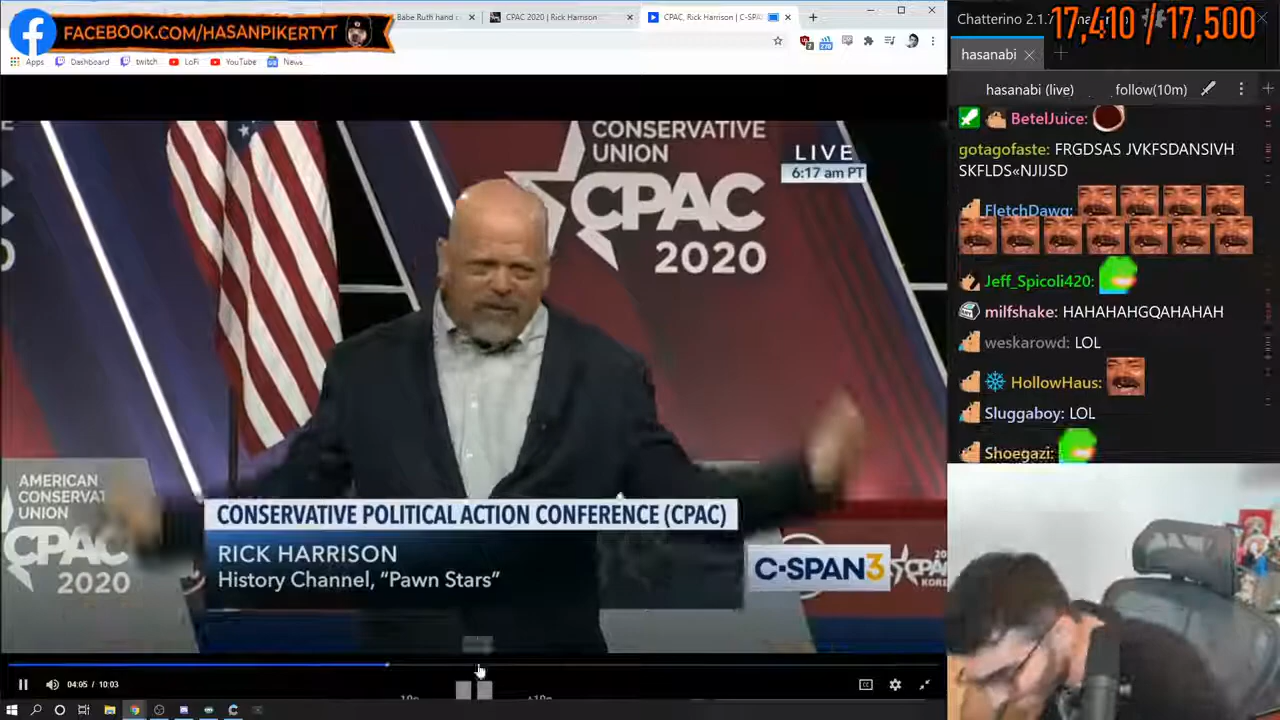 FACEBOOK.COM/HASANPIKERTYT
Babe Ruth hand
CPAC 2020 | Rick Harrison
CPAC, Rick Harrison | C-SPA
Chatterino 2.1.7
17,410 / 17,500
hasanabi
Apps
Dashboard
twitch
LoFi
YouTube
News
hasanabi (live)
follow(10m)
BetelJuice:
gotagofaste: FRGDSAS JVKFSDANSIVH
SKFLDS«NJIJSD
FletchDawg:
Jeff_Spicoli420:
milfshake: HAHAHAHGQAHAHAH
weskarowd: LOL
HollowHaus:
Sluggaboy: LOL
Shoegazi:
CONSERVATIVE
UNION
CPAC
2020
LIVE
6:17 am PT
AMERICAN
CONSERVAT
UNION
CPAC
2020
CONSERVATIVE POLITICAL ACTION CONFERENCE (CPAC)
RICK HARRISON
History Channel, “Pawn Stars”
C-SPAN3
CPAC
04:05 / 10:03